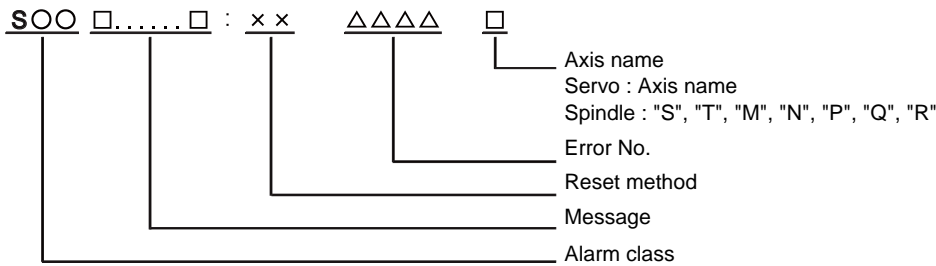 S○○ □......□ : ×× △△△△ □
Axis name
Servo : Axis name
Spindle : "S", "T", "M", "N", "P", "Q", "R"
Error No.
Reset method
Message
Alarm class